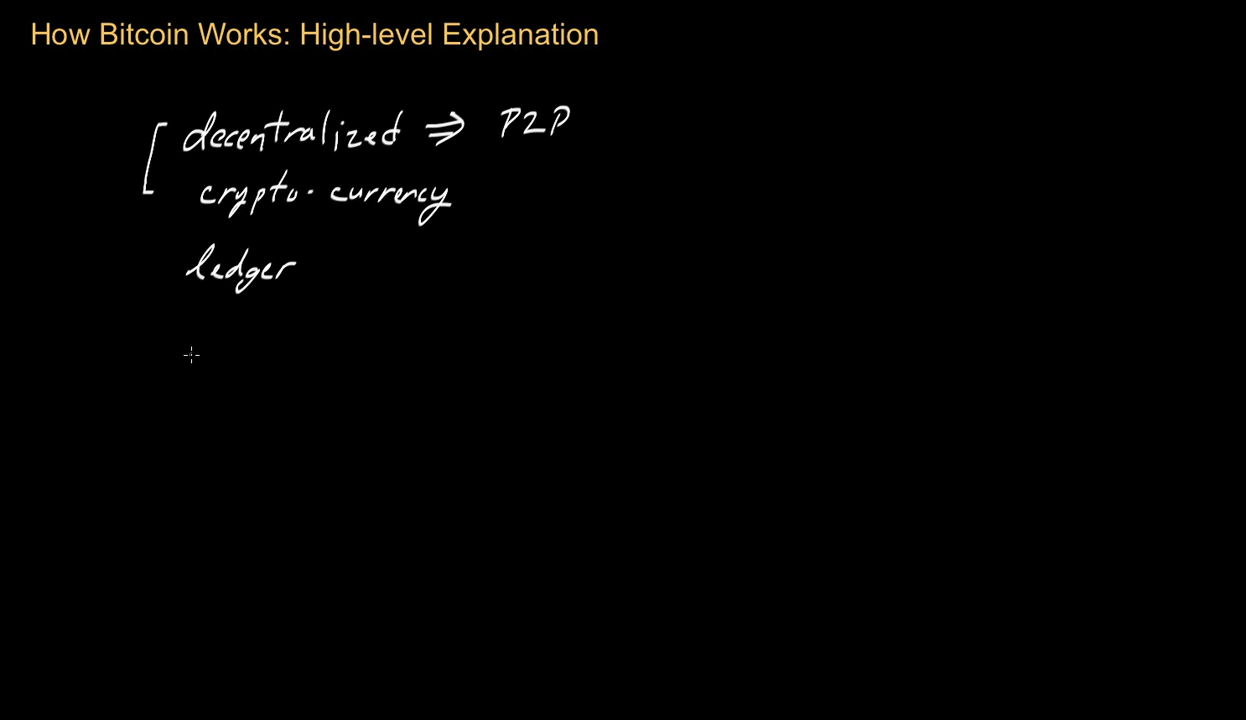 How Bitcoin Works: High-level Explanation
decentralized ⇒ P2P
crypto-currency
ledger